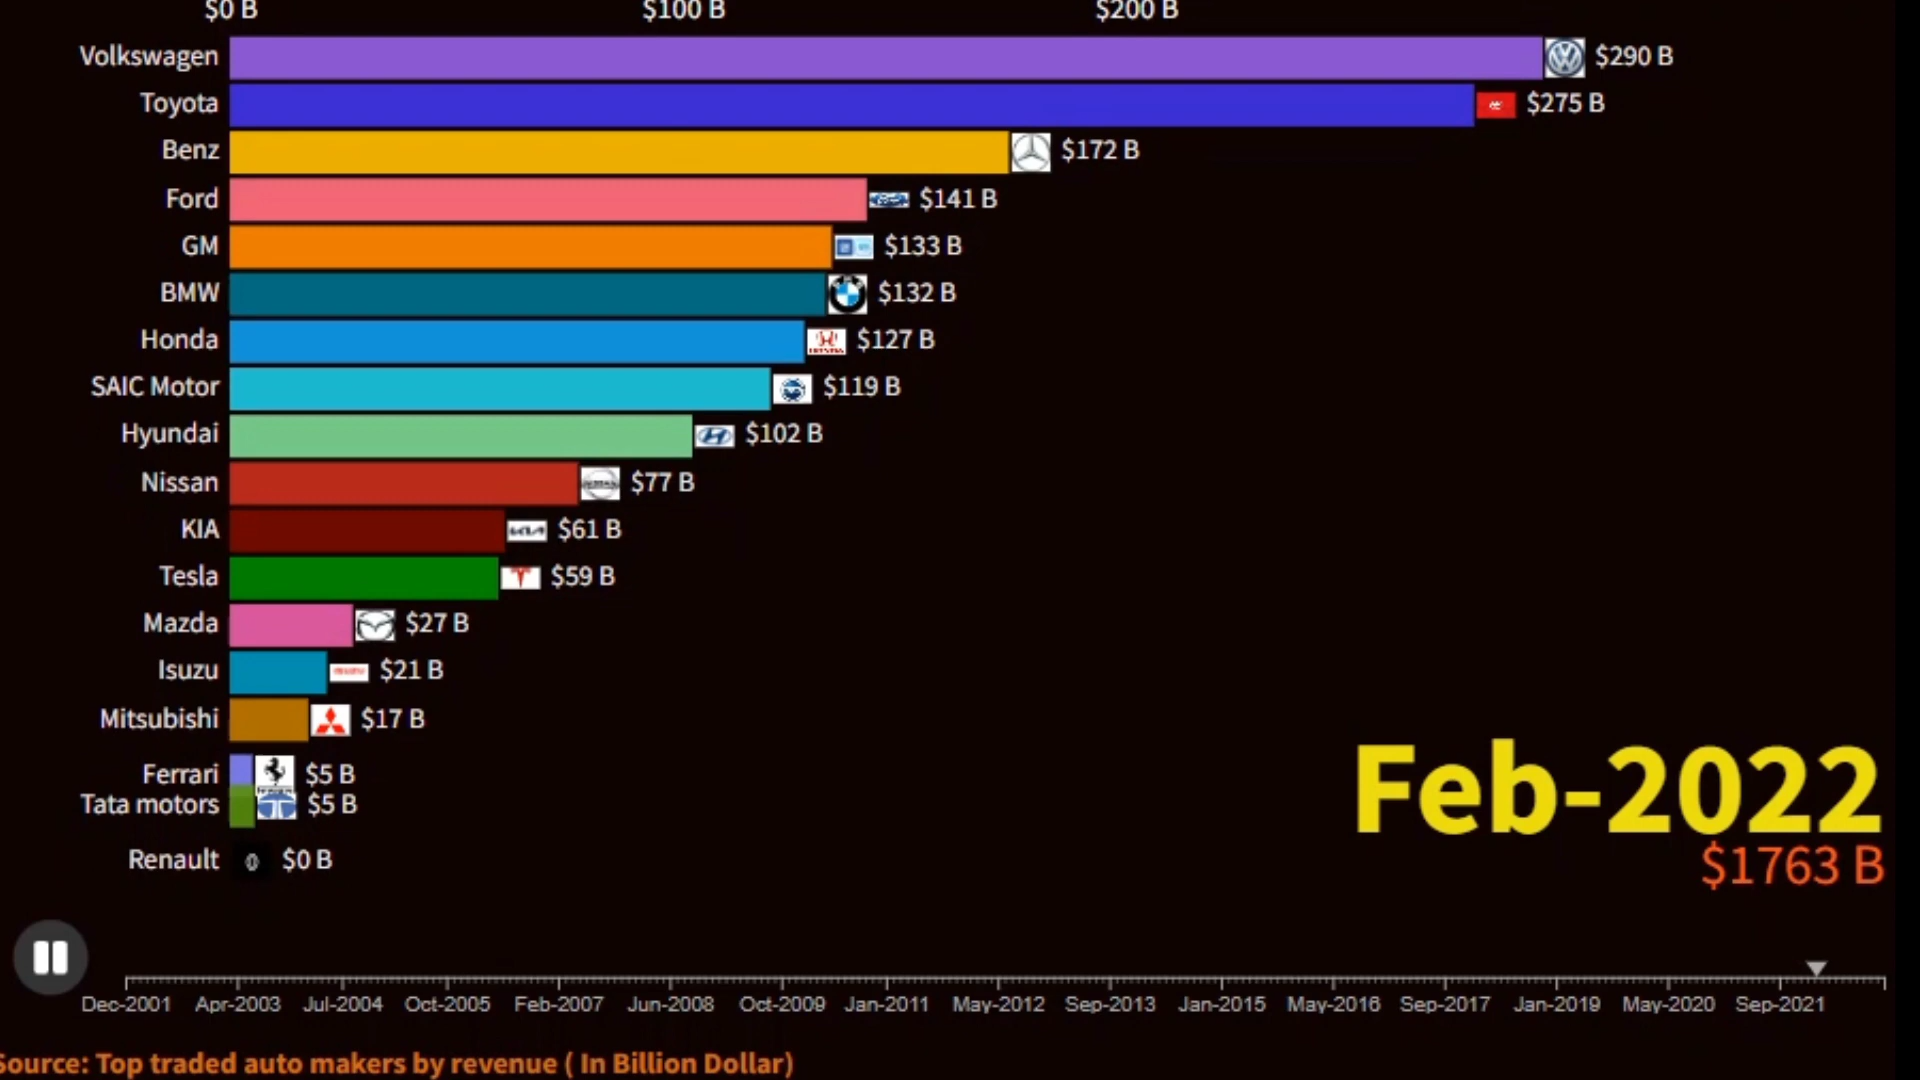 $0 B $100 B $200 B
Volkswagen $290 B
Toyota $275 B
Benz $172 B
Ford $141 B
GM $133 B
BMW $132 B
Honda $127 B
SAIC Motor $119 B
Hyundai $102 B
Nissan $77 B
KIA $61 B
Tesla $59 B
Mazda $27 B
Isuzu $21 B
Mitsubishi $17 B
Ferrari $5 B
Tata motors $5 B
Renault $0 B
Feb-2022
$1763 B
Dec-2001 Apr-2003 Jul-2004 Oct-2005 Feb-2007 Jun-2008 Oct-2009 Jan-2011 May-2012 Sep-2013 Jan-2015 May-2016 Sep-2017 Jan-2019 May-2020 Sep-2021
Source: Top traded auto makers by revenue ( In Billion Dollar)